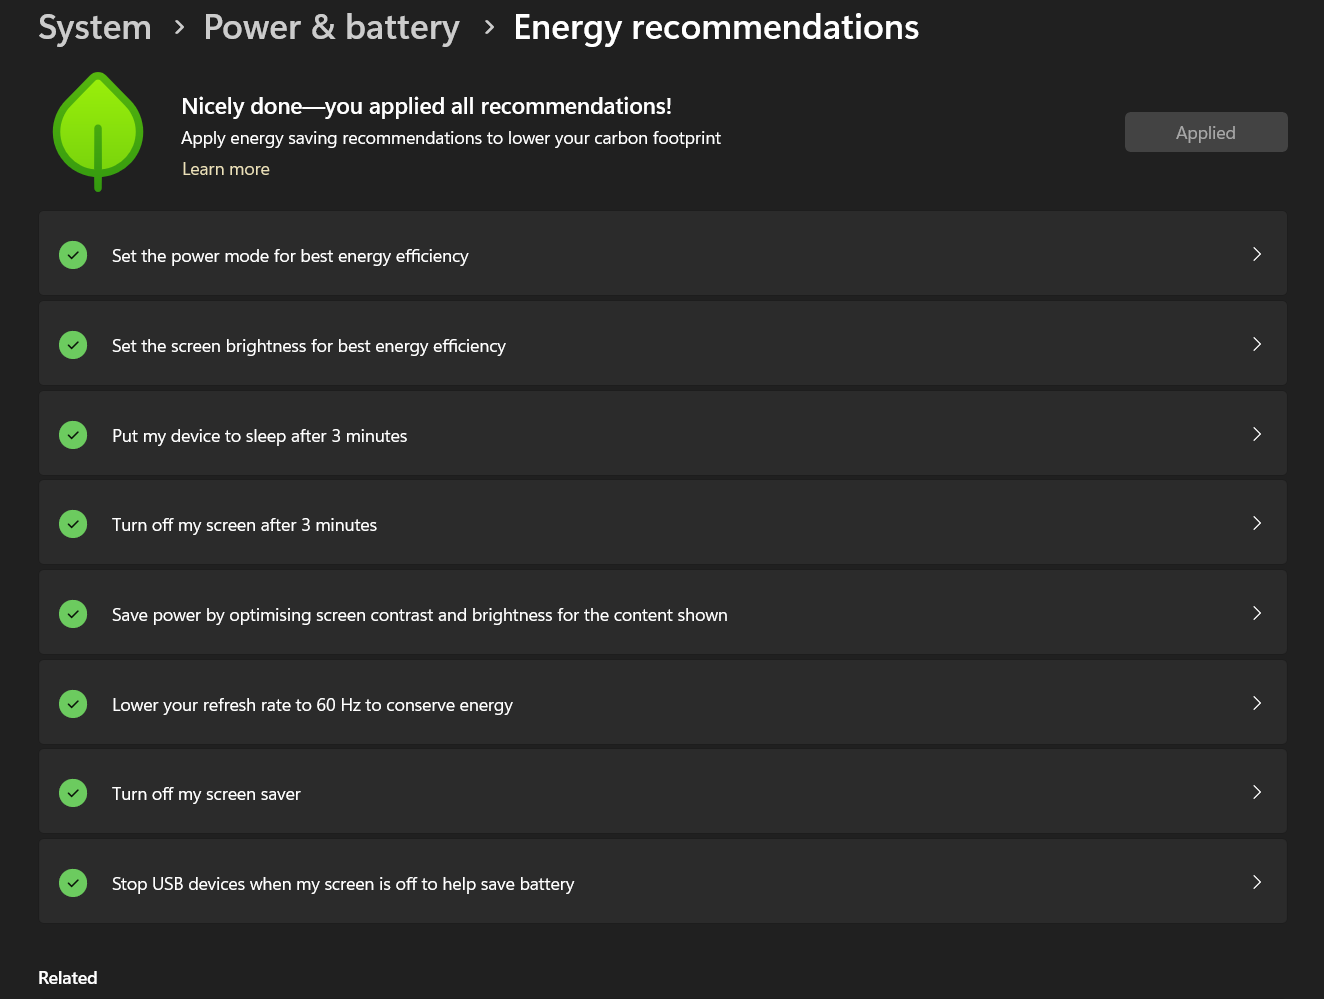 System > Power & battery > Energy recommendations
Nicely done—you applied all recommendations!
Apply energy saving recommendations to lower your carbon footprint
Learn more
Applied
Set the power mode for best energy efficiency
Set the screen brightness for best energy efficiency
Put my device to sleep after 3 minutes
Turn off my screen after 3 minutes
Save power by optimising screen contrast and brightness for the content shown
Lower your refresh rate to 60 Hz to conserve energy
Turn off my screen saver
Stop USB devices when my screen is off to help save battery
Related